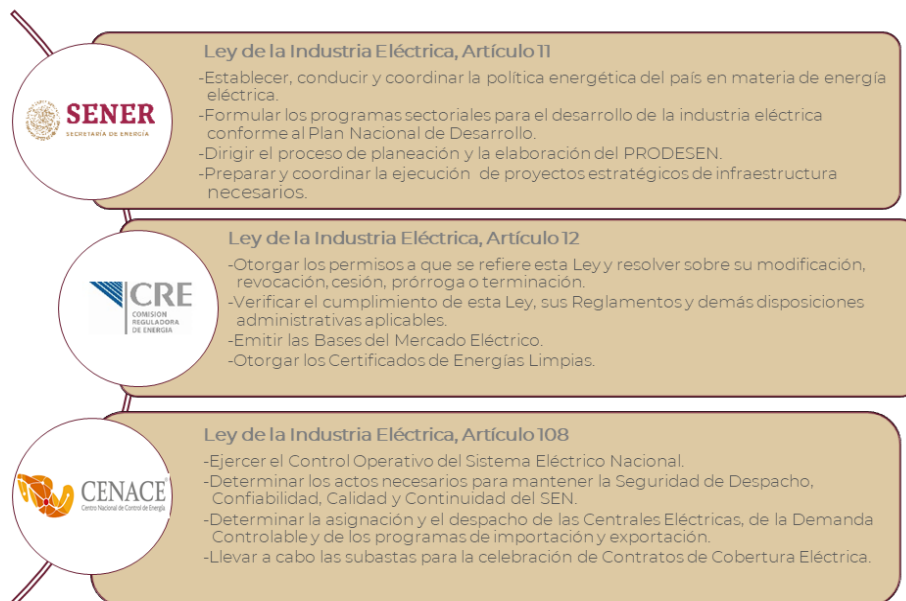 Ley de la Industria Eléctrica, Artículo 11
-Establecer, conducir y coordinar la política energética del país en materia de energía
eléctrica.
-Formular los programas sectoriales para el desarrollo de la industria eléctrica
conforme al Plan Nacional de Desarrollo.
-Dirigir el proceso de planeación y la elaboración del PRODESEN.
-Preparar y coordinar la ejecución de proyectos estratégicos de infraestructura
necesarios.
SENER
SECRETARÍA DE ENERGÍA
Ley de la Industria Eléctrica, Artículo 12
-Otorgar los permisos a que se refiere esta Ley y resolver sobre su modificación,
revocación, cesión, prórroga o terminación.
-Verificar el cumplimiento de esta Ley, sus Reglamentos y demás disposiciones
administrativas aplicables.
-Emitir las Bases del Mercado Eléctrico.
-Otorgar los Certificados de Energías Limpias.
CRE
COMISION
REGULADORA
DE ENERGIA
Ley de la Industria Eléctrica, Artículo 108
-Ejercer el Control Operativo del Sistema Eléctrico Nacional.
-Determinar los actos necesarios para mantener la Seguridad de Despacho,
Confiabilidad, Calidad y Continuidad del SEN.
-Determinar la asignación y el despacho de las Centrales Eléctricas, de la Demanda
Controlable y de los programas de importación y exportación.
-Llevar a cabo las subastas para la celebración de Contratos de Cobertura Eléctrica.
CENACE
Centro Nacional de Control de Energía